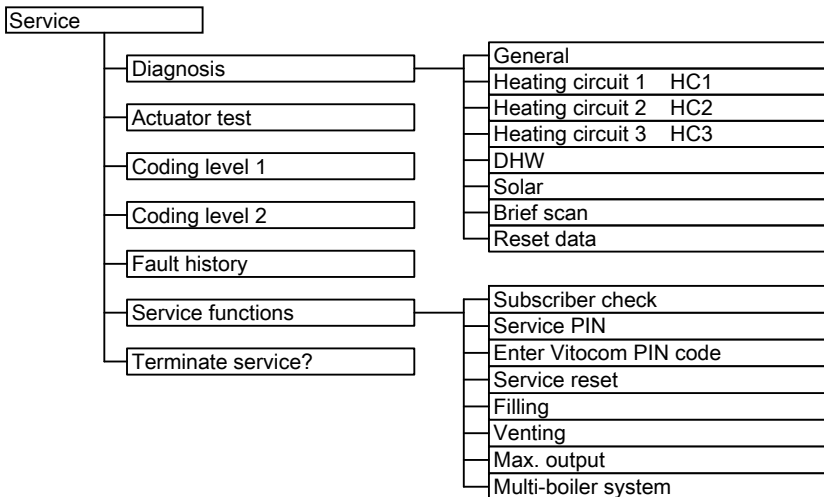 Service
Diagnosis
Actuator test
Coding level 1
Coding level 2
Fault history
Service functions
Terminate service?
General
Heating circuit 1 HC1
Heating circuit 2 HC2
Heating circuit 3 HC3
DHW
Solar
Brief scan
Reset data
Subscriber check
Service PIN
Enter Vitocom PIN code
Service reset
Filling
Venting
Max. output
Multi-boiler system